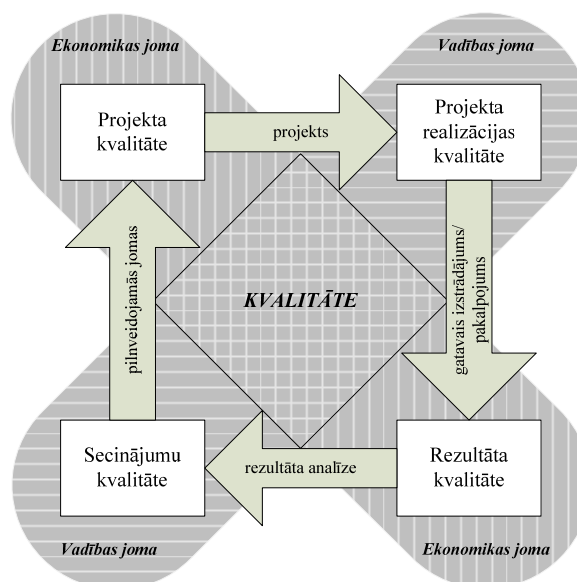 Ekonomikas joma
Vadības joma
Projekta
kvalitāte
projekts
Projekta
realizācijas
kvalitāte
pilnveidojamās jomas
KVALITĀTE
gatavais izstrādājums/
pakalpojums
Secinājumu
kvalitāte
rezultāta analīze
Rezultāta
kvalitāte
Vadības joma
Ekonomikas joma